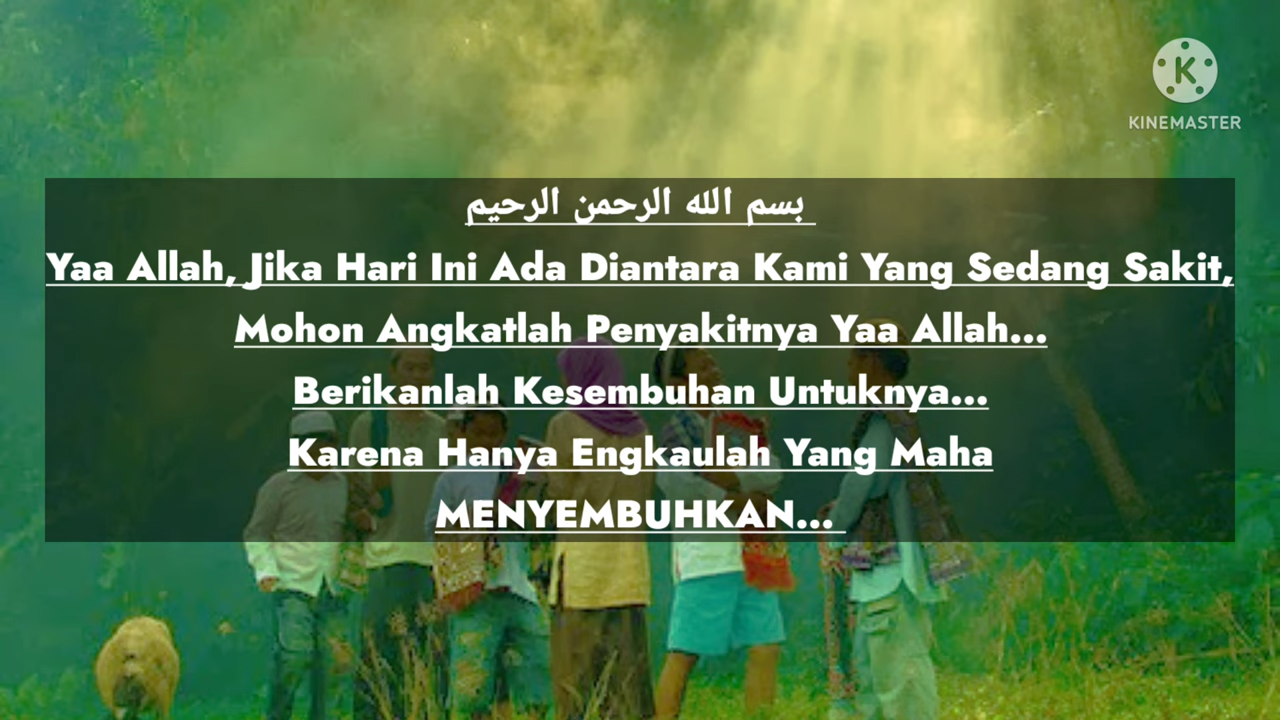 بسم الله الرحمن الرحيم
Yaa Allah, Jika Hari Ini Ada Diantara Kami Yang Sedang Sakit,
Mohon Angkatlah Penyakitnya Yaa Allah...
Berikanlah Kesembuhan Untuknya...
Karena Hanya Engkaulah Yang Maha
MENYEMBUHKAN...
K
KINEMASTER